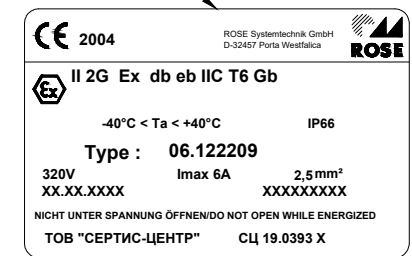 CE 2004 ROSE Systemtechnik GmbH
D-32457 Porta Westfalica
ROSE
Ex II 2G Ex db eb IIC T6 Gb
-40°C < Ta < +40°C IP66
Type : 06.122209
320V Imax 6A 2,5 mm²
XX.XX.XXXX XXXXXXXXX
NICHT UNTER SPANNUNG ÖFFNEN/DO NOT OPEN WHILE ENERGIZED
ТОВ "СЕРТИС-ЦЕНТР" СЦ 19.0393 X